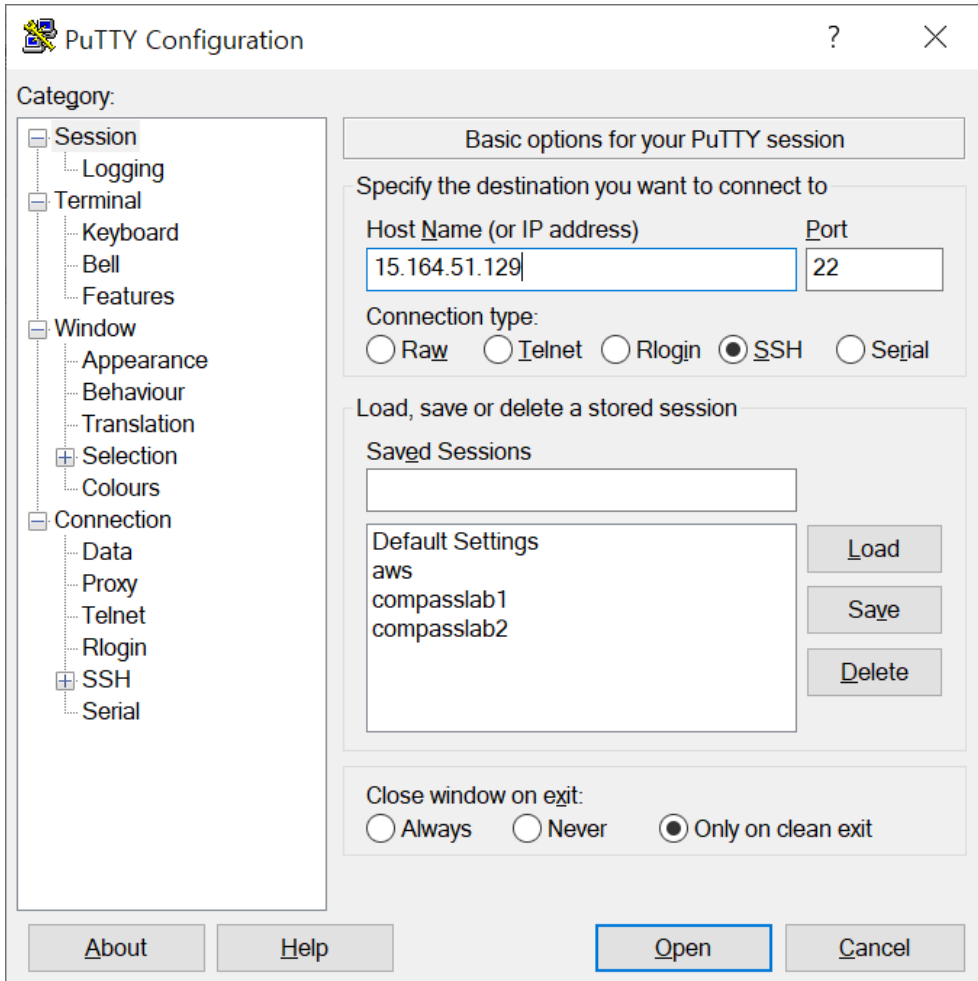 PuTTY Configuration
?
Category:
Session
Logging
Terminal
Keyboard
Bell
Features
Window
Appearance
Behaviour
Translation
Selection
Colours
Connection
Data
Proxy
Telnet
Rlogin
SSH
Serial
Basic options for your PuTTY session
Specify the destination you want to connect to
Host Name (or IP address) Port
15.164.51.129 22
Connection type:
Raw Telnet Rlogin SSH Serial
Load, save or delete a stored session
Saved Sessions
Default Settings
aws
compasslab1
compasslab2
Load
Save
Delete
Close window on exit:
Always Never Only on clean exit
About Help Open Cancel